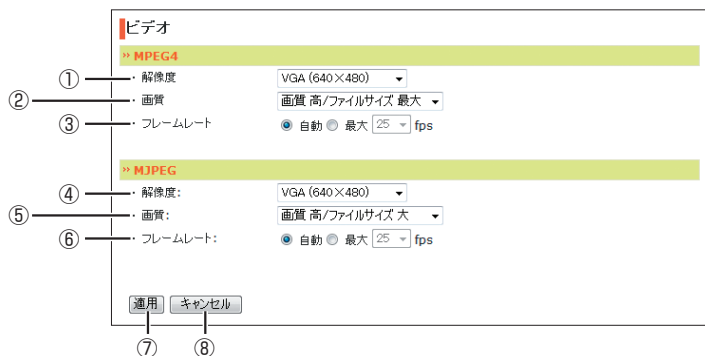 ビデオ
» MPEG4
① ・ 解像度 VGA (640×480)
② ・ 画質 画質 高/ファイルサイズ 最大
③ ・ フレームレート 自動 最大 25 fps
» MJPEG
④ ・ 解像度: VGA (640×480)
⑤ ・ 画質: 画質 高/ファイルサイズ 大
⑥ ・ フレームレート: 自動 最大 25 fps
適用 キャンセル
⑦ ⑧